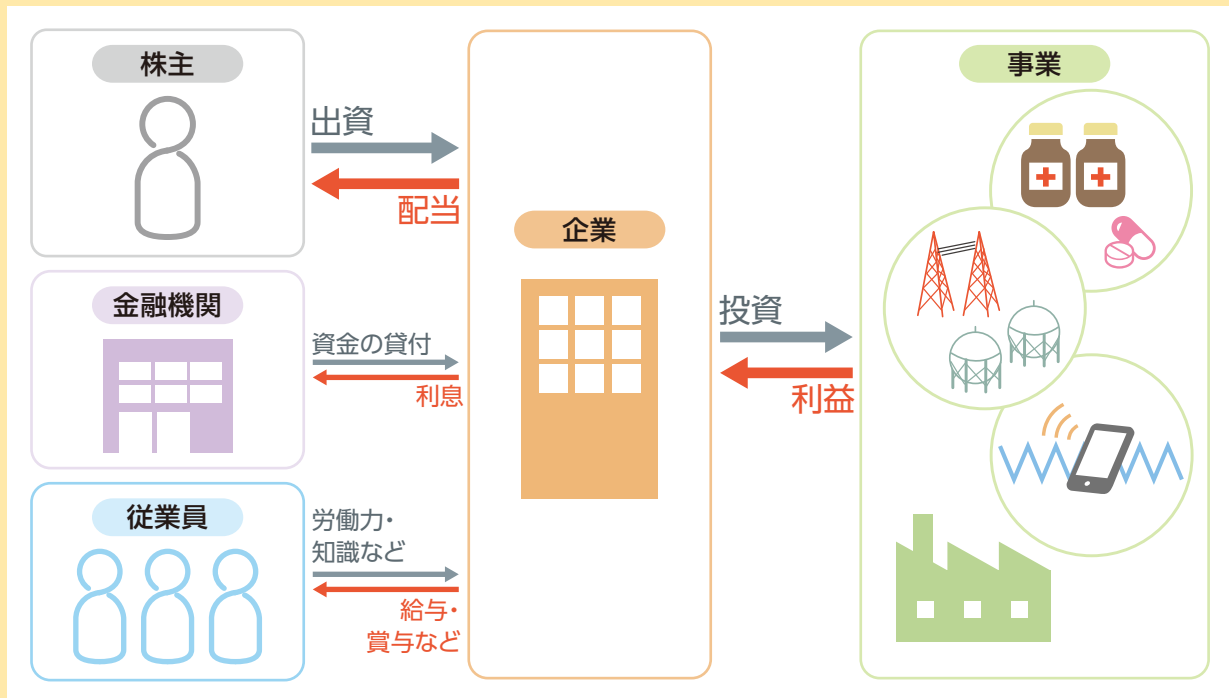 株主
出資
配当
金融機関
資金の貸付
利息
従業員
労働力・
知識など
給与・
賞与など
企業
投資
利益
事業